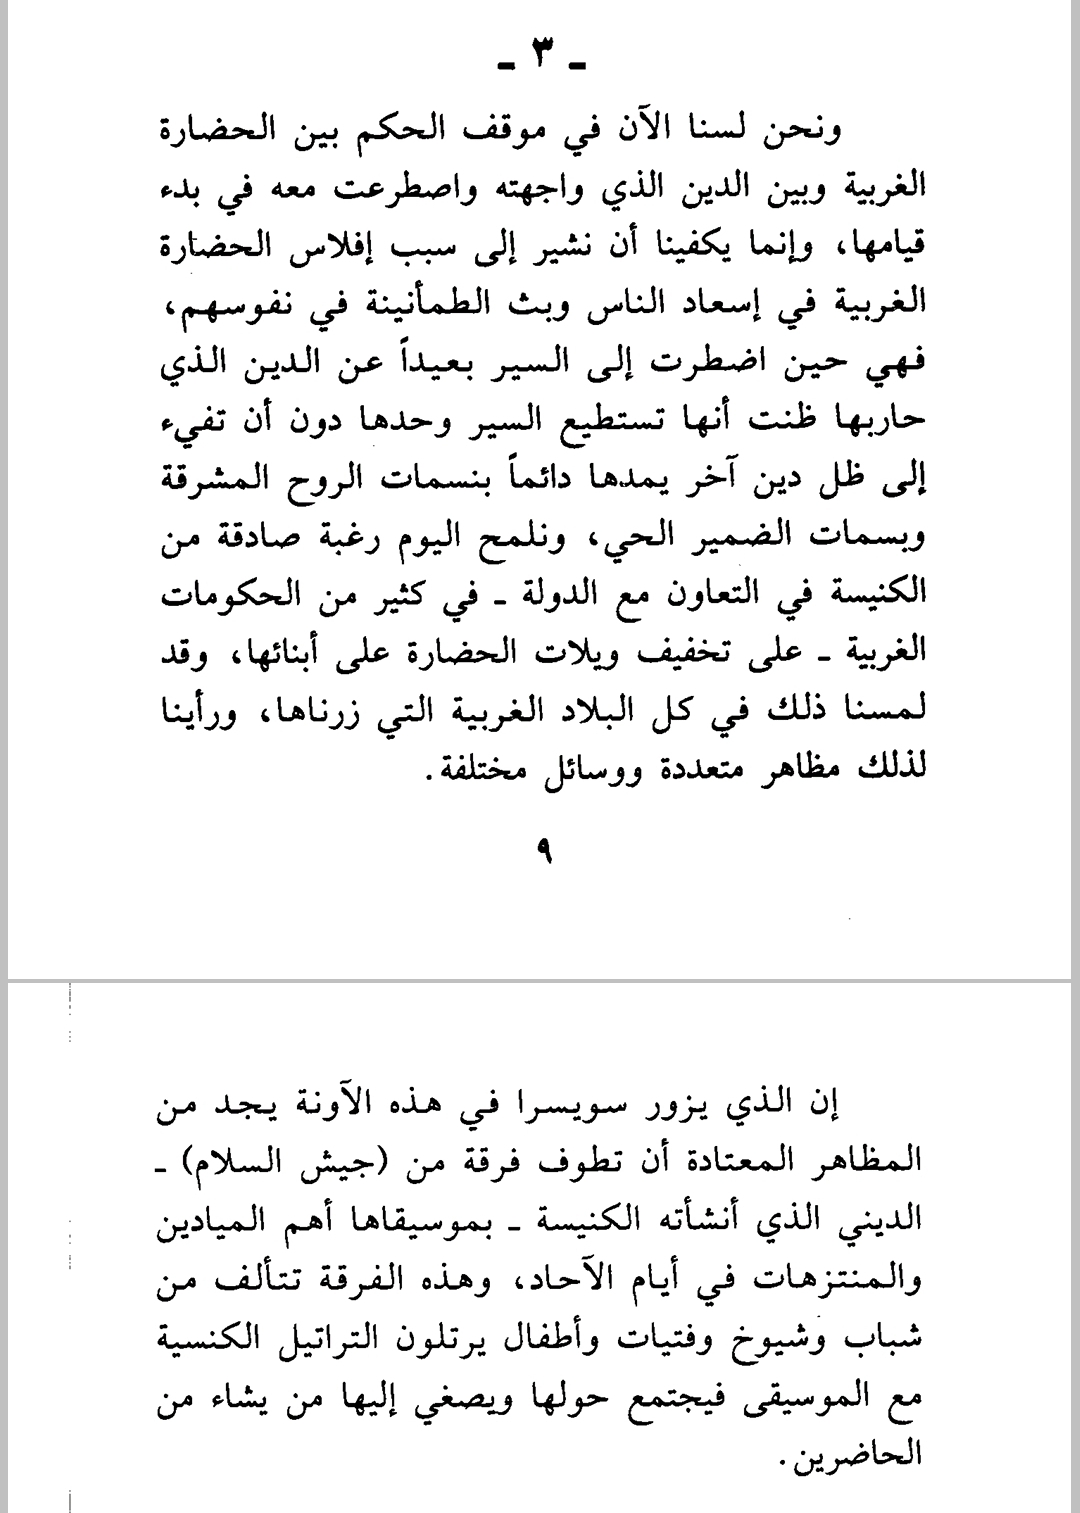 ـ ٣ ـ
ونحن لسنا الآن في موقف الحكم بين الحضارة
الغربية وبين الدين الذي واجهته واصطرعت معه في بدء
قيامها، وإنما يكفينا أن نشير إلى سبب إفلاس الحضارة
الغربية في إسعاد الناس وبث الطمأنينة في نفوسهم،
فهي حين اضطرت إلى السير بعيداً عن الدين الذي
حاربها ظنت أنها تستطيع السير وحدها دون أن تفيء
إلى ظل دين آخر يمدها دائماً بنسمات الروح المشرقة
وبسمات الضمير الحي، ونلمح اليوم رغبة صادقة من
الكنيسة في التعاون مع الدولة ـ في كثير من الحكومات
الغربية ـ على تخفيف ويلات الحضارة على أبنائها، وقد
لمسنا ذلك في كل البلاد الغربية التي زرناها، ورأينا
لذلك مظاهر متعددة ووسائل مختلفة.
٩
إن الذي يزور سويسرا في هذه الآونة يجد من
المظاهر المعتادة أن تطوف فرقة من (جيش السلام) ـ
الديني الذي أنشأته الكنيسة ـ بموسيقاها أهم الميادين
والمنتزهات في أيام الآحاد، وهذه الفرقة تتألف من
شباب وشيوخ وفتيات وأطفال يرتلون التراتيل الكنسية
مع الموسيقى فيجتمع حولها ويصغي إليها من يشاء من
الحاضرين.